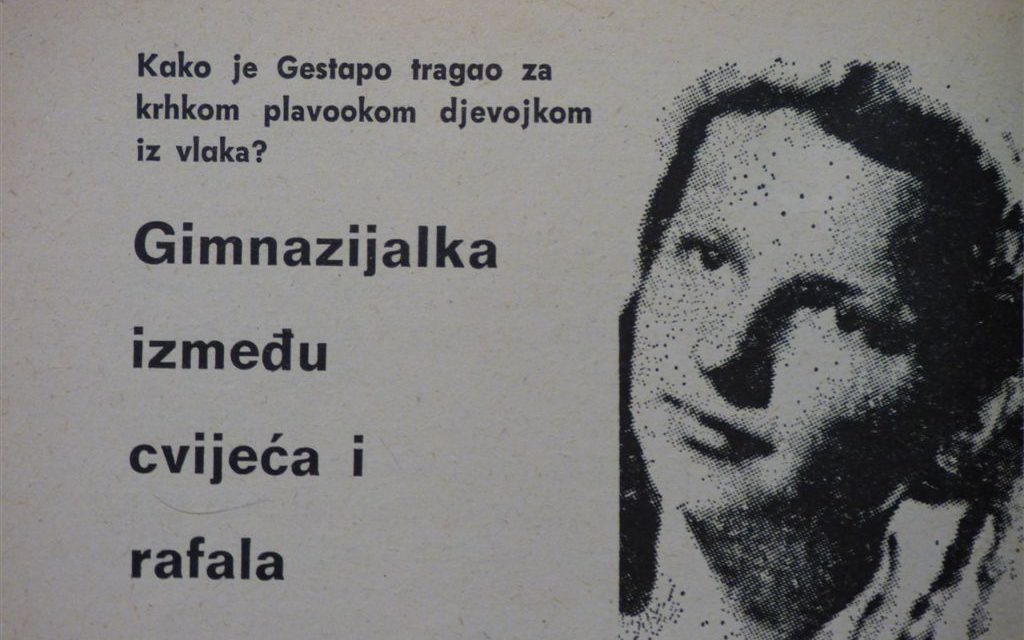 Kako je Gestapo tragao za
krhkom plavookom djevojkom
iz vlaka?
Gimnazijalka
između
cvijeća i
rafala